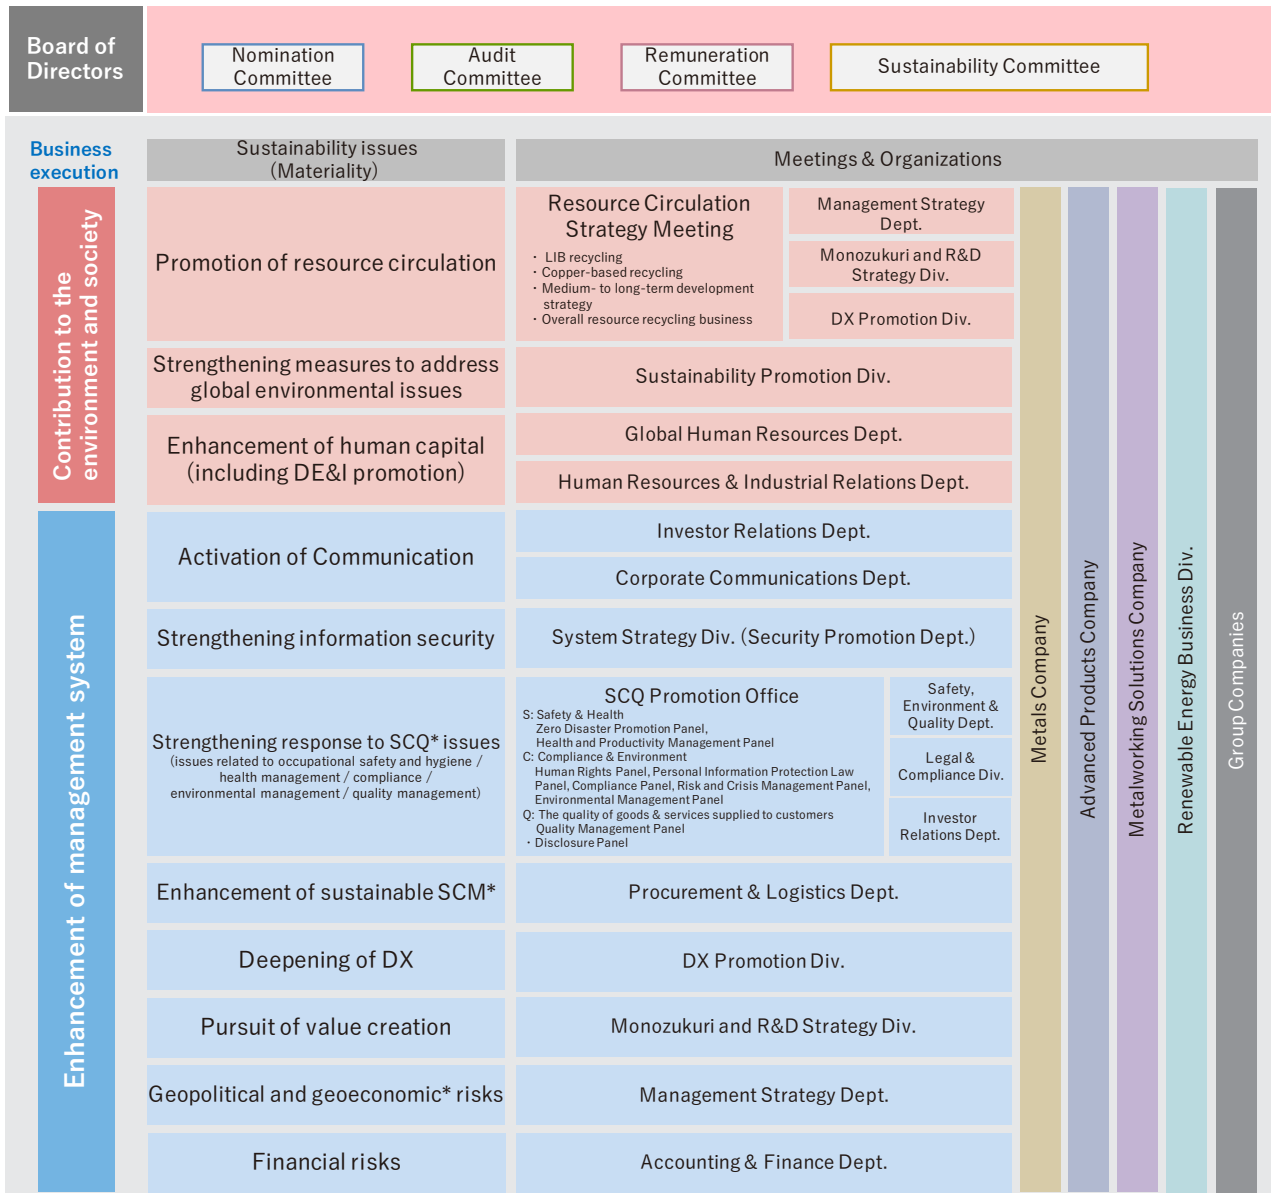 Board of
Directors
Nomination
Committee
Audit
Committee
Remuneration
Committee
Sustainability Committee
Business
execution
Sustainability issues
(Materiality)
Meetings & Organizations
Contribution to the
environment and society
Promotion of resource circulation
Resource Circulation
Strategy Meeting
・ LIB recycling
・Copper-based recycling
・Medium- to long-term development
strategy
・Overall resource recycling business
Management Strategy
Dept.
Monozukuri and R&D
Strategy Div.
DX Promotion Div.
Strengthening measures to address
global environmental issues
Sustainability Promotion Div.
Enhancement of human capital
(including DE&I promotion)
Global Human Resources Dept.
Human Resources & Industrial Relations Dept.
Enhancement of management system
Activation of Communication
Investor Relations Dept.
Corporate Communications Dept.
Strengthening information security
System Strategy Div. (Security Promotion Dept.)
Strengthening response to SCQ* issues
(issues related to occupational safety and hygiene /
health management / compliance /
environmental management / quality management)
SCQ Promotion Office
S: Safety & Health
Zero Disaster Promotion Panel,
Health and Productivity Management Panel
C: Compliance & Environment
Human Rights Panel, Personal Information Protection Law
Panel, Compliance Panel, Risk and Crisis Management Panel,
Environmental Management Panel
Q: The quality of goods & services supplied to customers
Quality Management Panel
・Disclosure Panel
Safety,
Environment &
Quality Dept.
Legal &
Compliance Div.
Investor
Relations Dept.
Enhancement of sustainable SCM*
Procurement & Logistics Dept.
Deepening of DX
DX Promotion Div.
Pursuit of value creation
Monozukuri and R&D Strategy Div.
Geopolitical and geoeconomic* risks
Management Strategy Dept.
Financial risks
Accounting & Finance Dept.
Metals Company
Advanced Products Company
Metalworking Solutions Company
Renewable Energy Business Div.
Group Companies